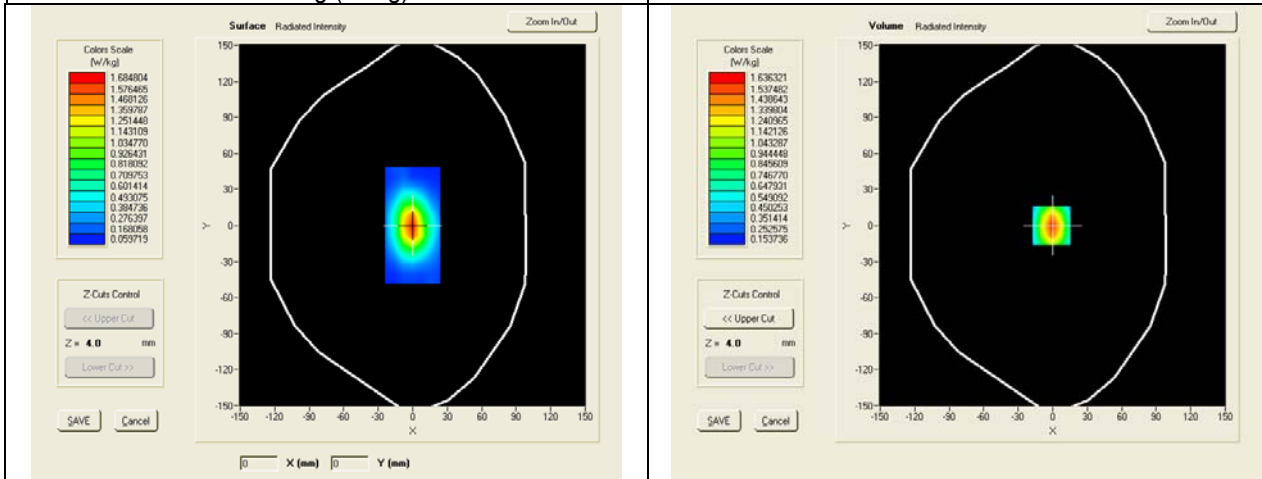 Surface Radiated Intensity
Zoom In/Out
Colors Scale
(W/kg)
1.684804
1.576465
1.468126
1.359787
1.251448
1.143109
1.034770
0.926431
0.818092
0.709753
0.601414
0.493075
0.384736
0.276397
0.168058
0.059719
Z-Cuts Control
<< Upper Cut
Z = 4.0 mm
Lower Cut >>
SAVE Cancel
150
120
90
60
30
0
-30
-60
-90
-120
-150
Y
-150 -120 -90 -60 -30 0 30 60 90 120 150
X
0 X (mm) 0 Y (mm)
Volume Radiated Intensity
Zoom In/Out
Colors Scale
(W/kg)
1.636321
1.537482
1.438643
1.339804
1.240965
1.142126
1.043287
0.944448
0.845609
0.746770
0.647931
0.549092
0.450253
0.351414
0.252575
0.153736
Z-Cuts Control
<< Upper Cut
Z = 4.0 mm
Lower Cut >>
SAVE Cancel
150
120
90
60
30
0
-30
-60
-90
-120
-150
Y
-150 -120 -90 -60 -30 0 30 60 90 120 150
X